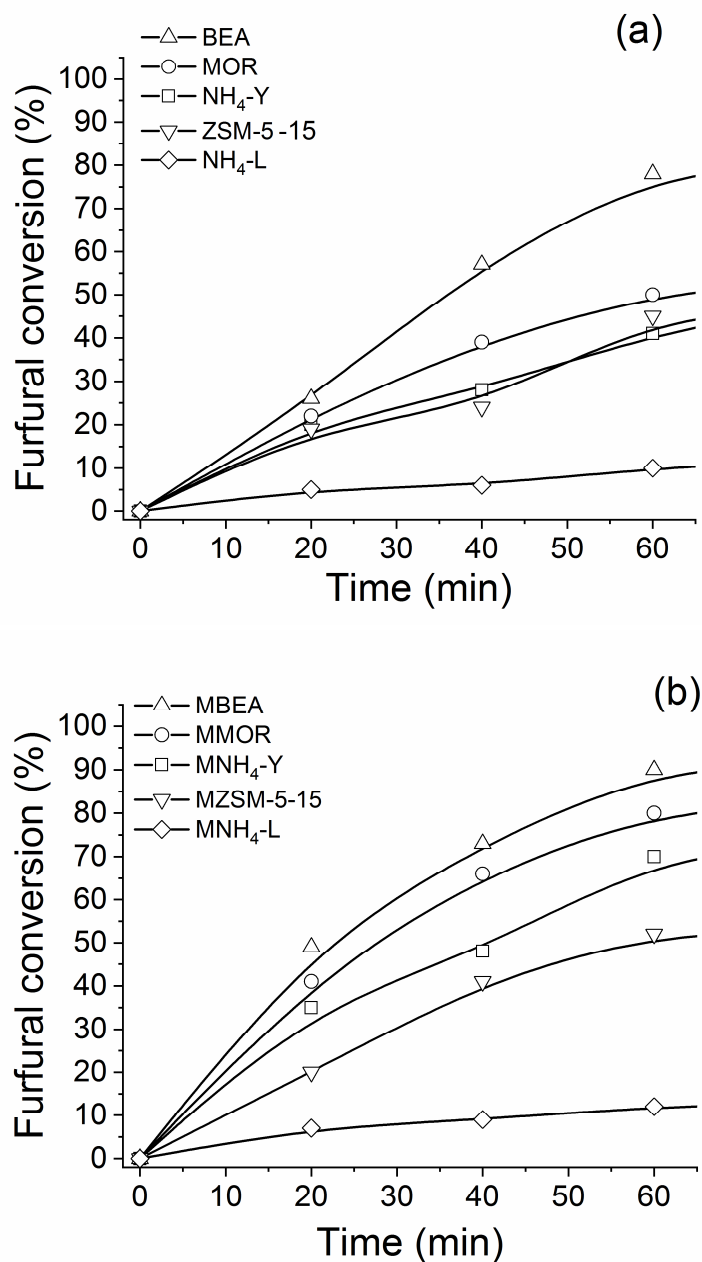 (a)
BEA
MOR
NH4-Y
ZSM-5 -15
NH4-L
100
90
80
70
60
50
40
30
20
10
0
Furfural conversion (%)
0 10 20 30 40 50 60
Time (min)
(b)
MBEA
MMOR
MNH4-Y
MZSM-5-15
MNH4-L
100
90
80
70
60
50
40
30
20
10
0
Furfural conversion (%)
0 10 20 30 40 50 60
Time (min)